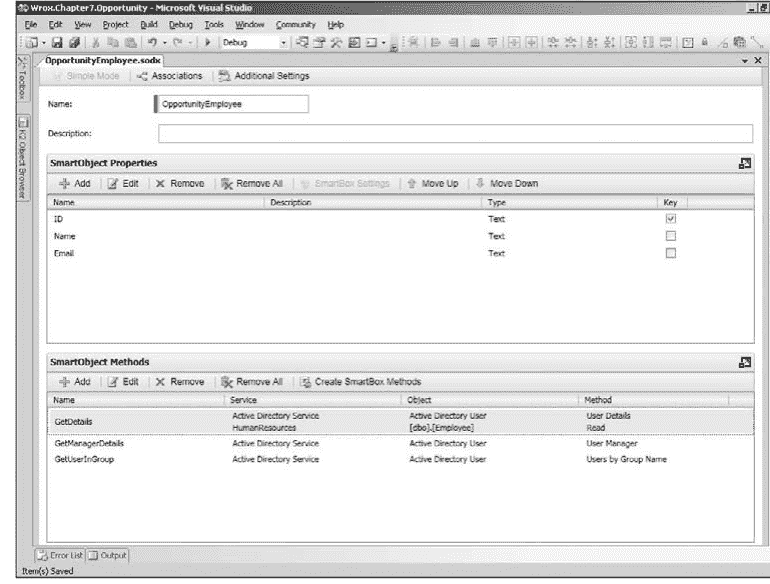 Wrox.Chapter7.Opportunity - Microsoft Visual Studio
File Edit View Project Build Debug Tools Window Community Help
Debug
OpportunityEmployee.sodx
Simple Mode Associations Additional Settings
Toolbox
K2 Object Browser
Name: OpportunityEmployee
Description:
SmartObject Properties
Add Edit Remove Remove All SmartBox Settings Move Up Move Down
Name Description Type Key
ID Text
Name Text
Email Text
SmartObject Methods
Add Edit Remove Remove All Create SmartBox Methods
Name Service Object Method
GetDetails Active Directory Service Active Directory User User Details
HumanResources [dbo].[Employee] Read
GetManagerDetails Active Directory Service Active Directory User User Manager
GetUserInGroup Active Directory Service Active Directory User Users by Group Name
Error List Output
Item(s) Saved